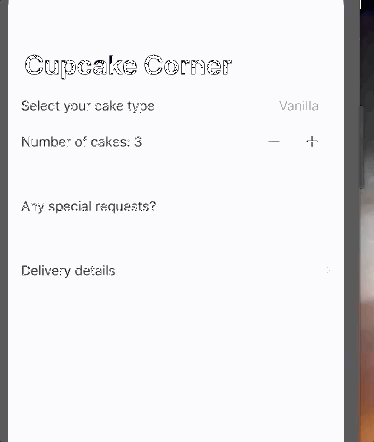 Cupcake Corner
Select your cake type Vanilla
Number of cakes: 3 — +
Any special requests?
Delivery details